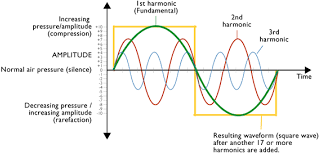 1st harmonic
(Fundamental)
Increasing
pressure/amplitude
(compression)
2nd
harmonic
3rd
harmonic
AMPLITUDE
Normal air pressure (silence)
Time
Decreasing pressure /
increasing amplitude
(rarefaction)
Resulting waveform (square wave)
after another 17 or more
harmonics are added.